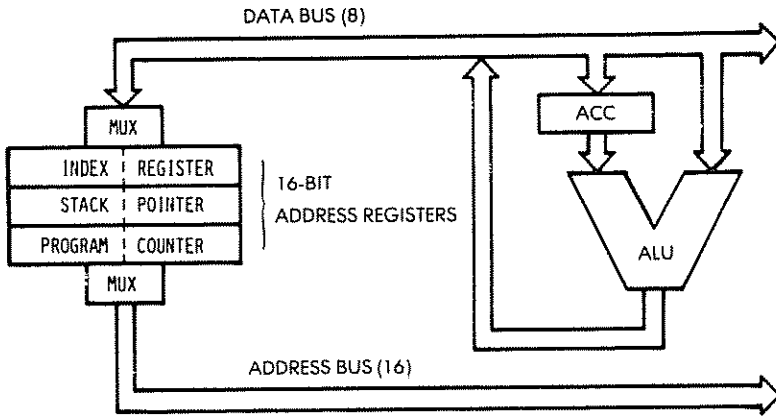 DATA BUS (8)
MUX
ACC
INDEX REGISTER
STACK POINTER
PROGRAM COUNTER
16-BIT
ADDRESS REGISTERS
ALU
MUX
ADDRESS BUS (16)